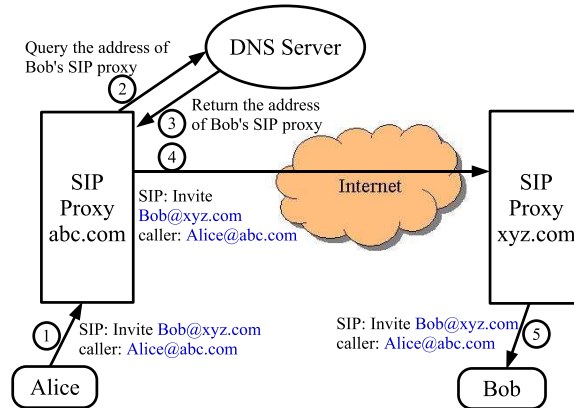 Query the address of
Bob's SIP proxy
2
DNS Server
3
Return the address
of Bob's SIP proxy
4
SIP
Proxy
abc.com
SIP: Invite
Bob@xyz.com
caller: Alice@abc.com
Internet
SIP
Proxy
xyz.com
1
SIP: Invite Bob@xyz.com
caller: Alice@abc.com
SIP: Invite Bob@xyz.com
caller: Alice@abc.com
5
Alice
Bob